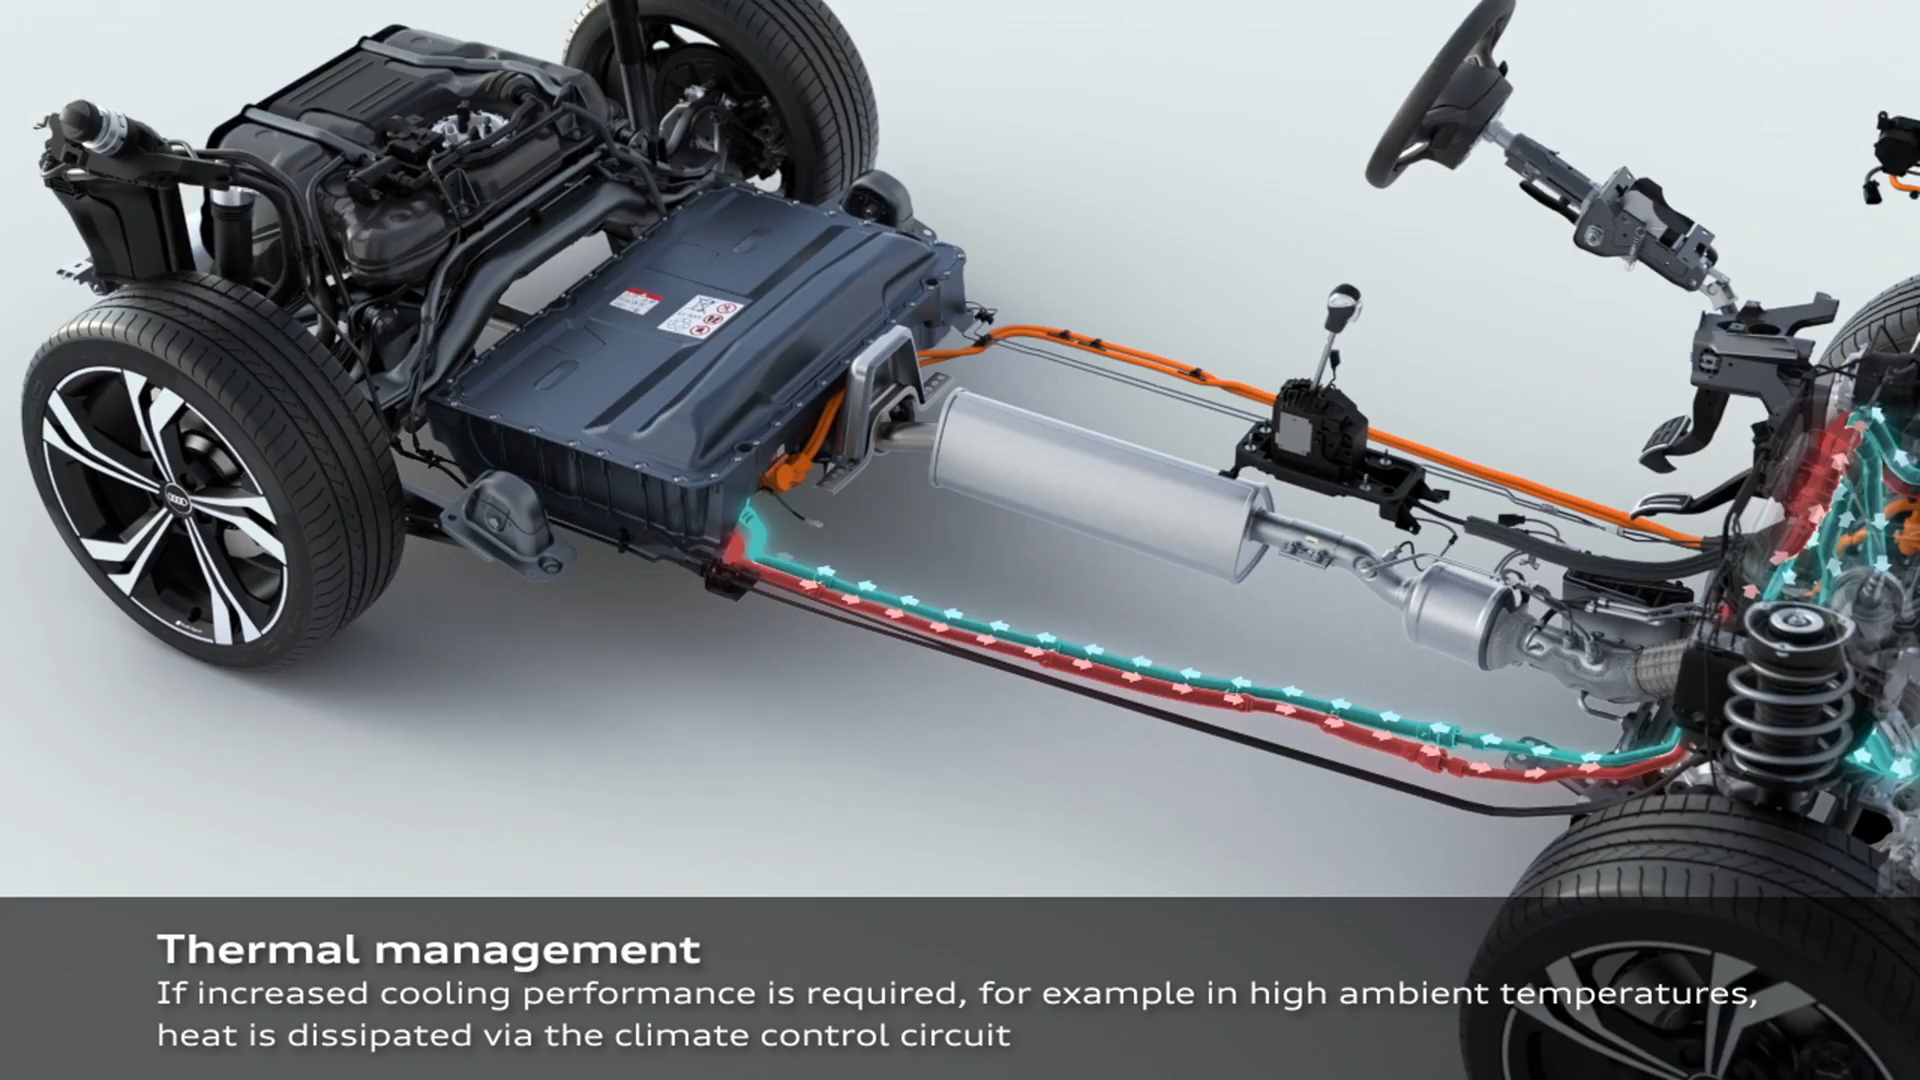 Thermal management
If increased cooling performance is required, for example in high ambient temperatures,
heat is dissipated via the climate control circuit